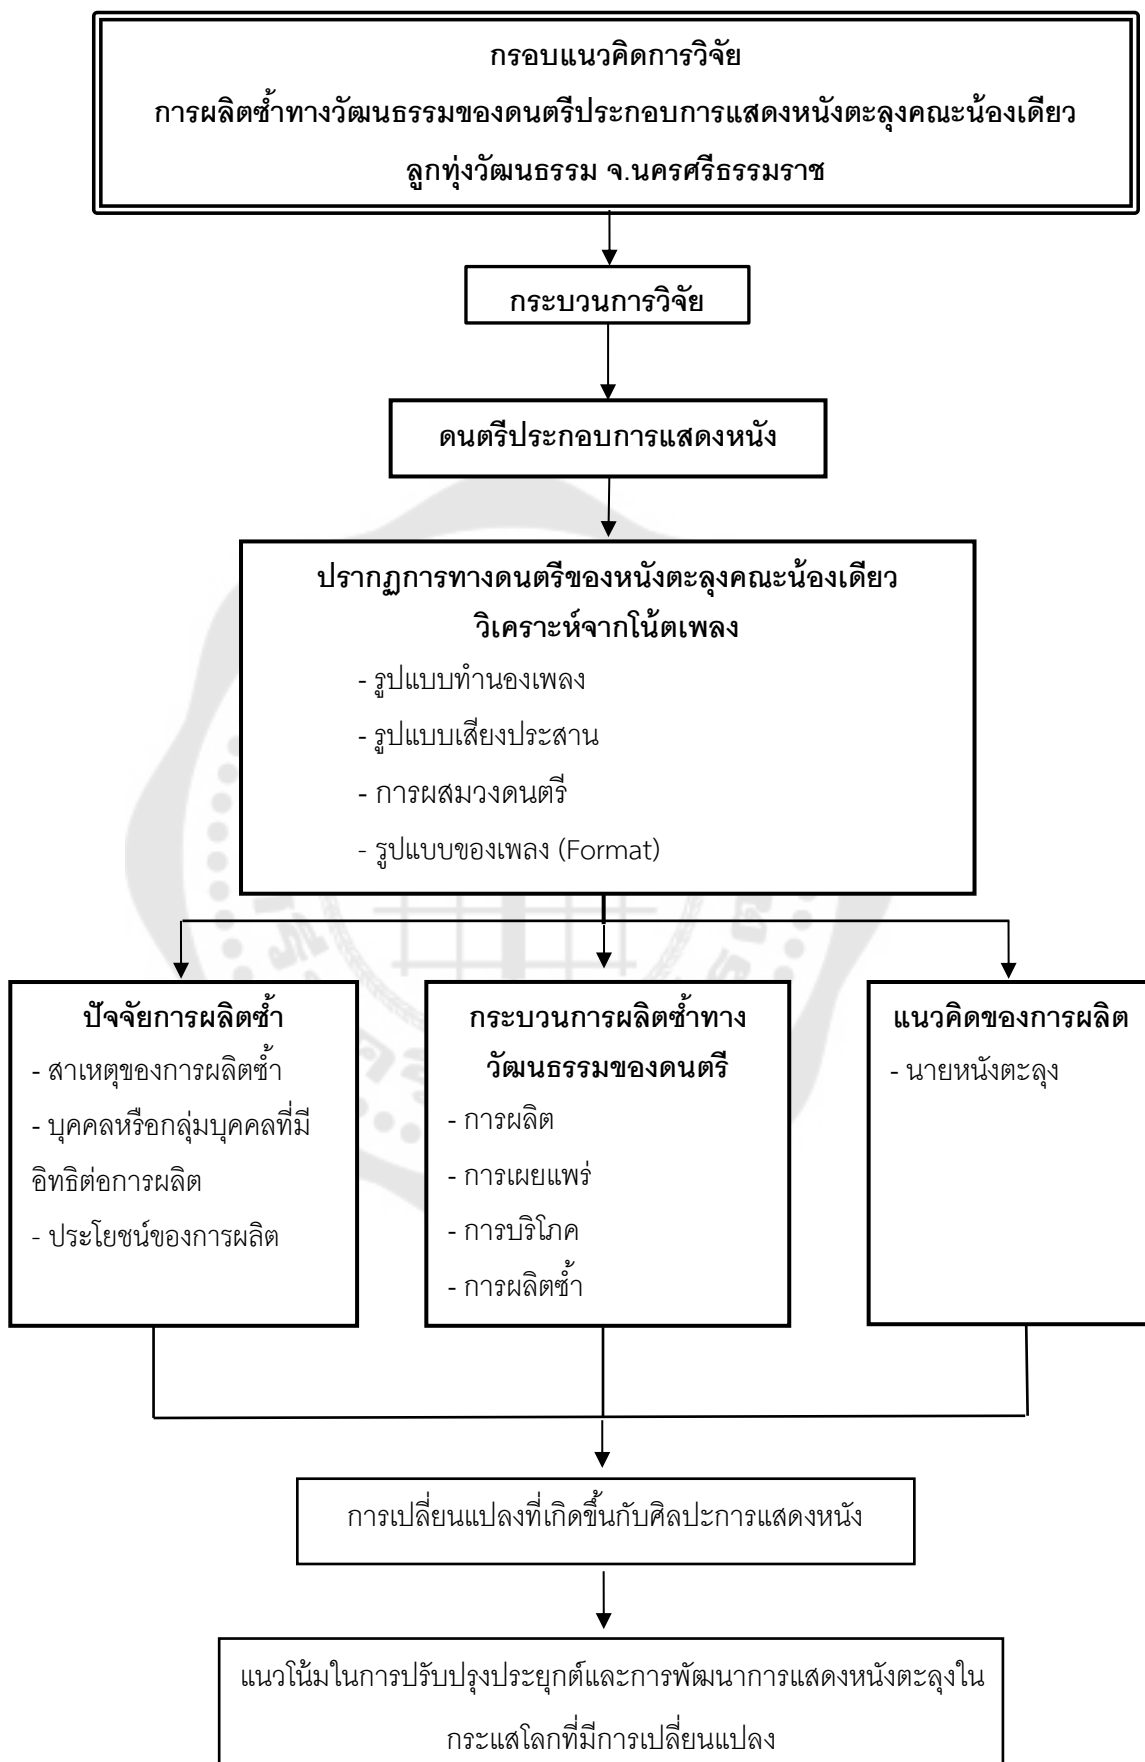 กรอบแนวคิดการวิจัย
การผลิตซ้ำทางวัฒนธรรมของดนตรีประกอบการแสดงหนังตะลุงคณะน้องเดียว
ลูกทุ่งวัฒนธรรม จ.นครศรีธรรมราช
กระบวนการวิจัย
ดนตรีประกอบการแสดงหนัง
ปรากฏการทางดนตรีของหนังตะลุงคณะน้องเดียว
วิเคราะห์จากโน้ตเพลง
- รูปแบบทำนองเพลง
- รูปแบบเสียงประสาน
- การผสมวงดนตรี
- รูปแบบของเพลง (Format)
ปัจจัยการผลิตซ้ำ
- สาเหตุของการผลิตซ้ำ
- บุคคลหรือกลุ่มบุคคลที่มี
อิทธิต่อการผลิต
- ประโยชน์ของการผลิต
กระบวนการผลิตซ้ำทาง
วัฒนธรรมของดนตรี
- การผลิต
- การเผยแพร่
- การบริโภค
- การผลิตซ้ำ
แนวคิดของการผลิต
- นายหนังตะลุง
การเปลี่ยนแปลงที่เกิดขึ้นกับศิลปะการแสดงหนัง
แนวโน้มในการปรับปรุงประยุกต์และการพัฒนาการแสดงหนังตะลุงใน
กระแสโลกที่มีการเปลี่ยนแปลง